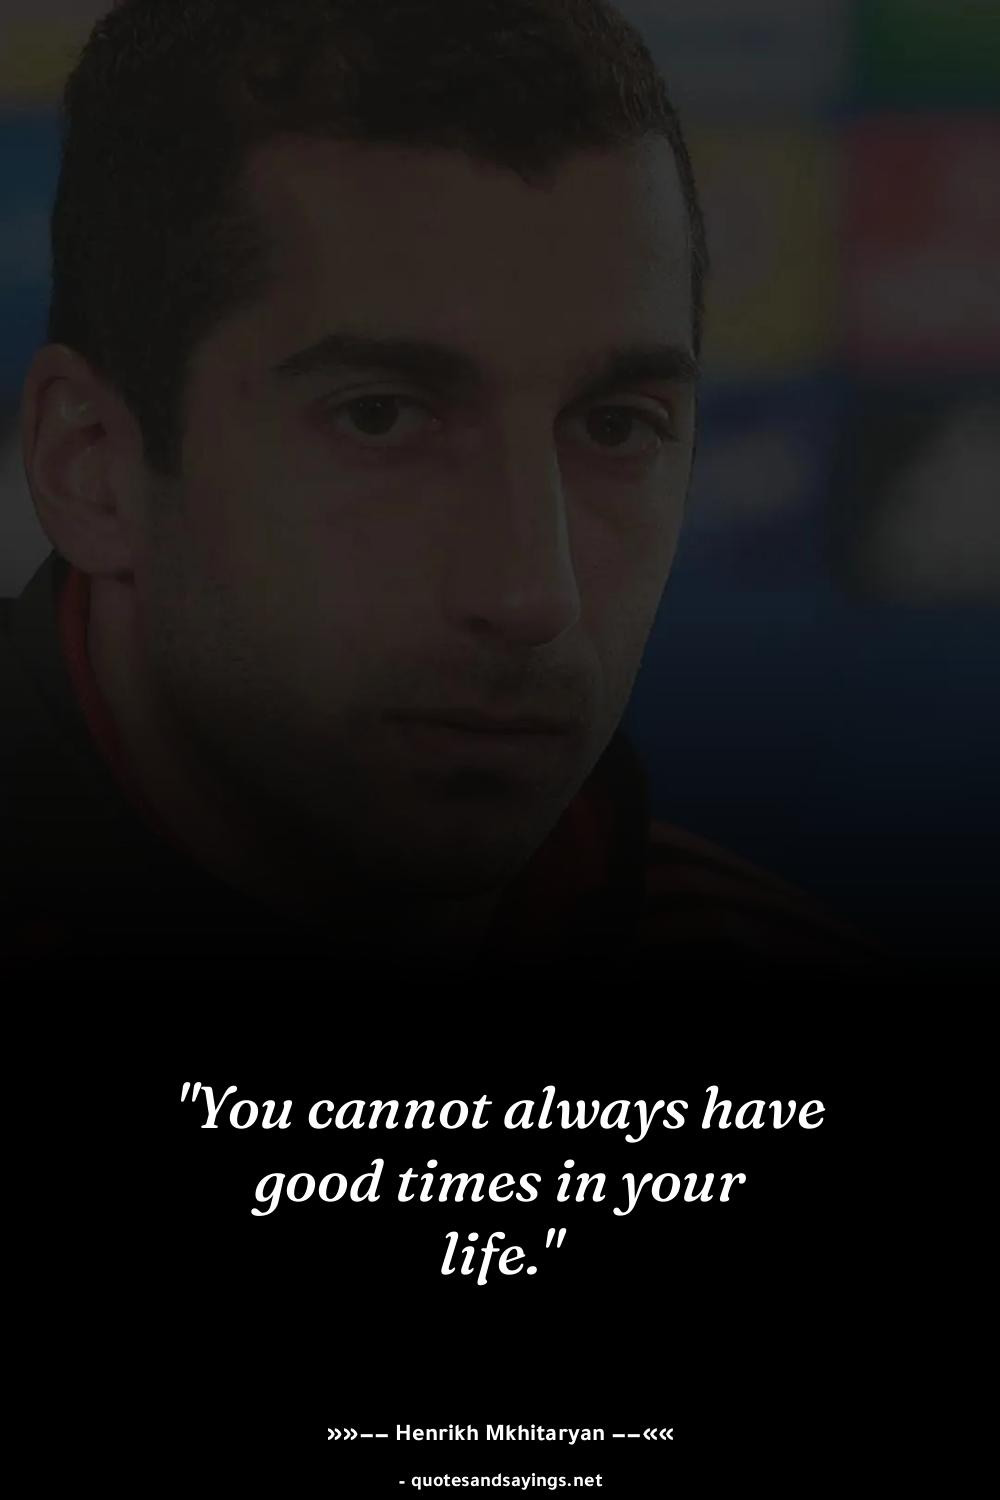 "You cannot always have
good times in your
life."
»»−− Henrikh Mkhitaryan −−««
- quotesandsayings.net